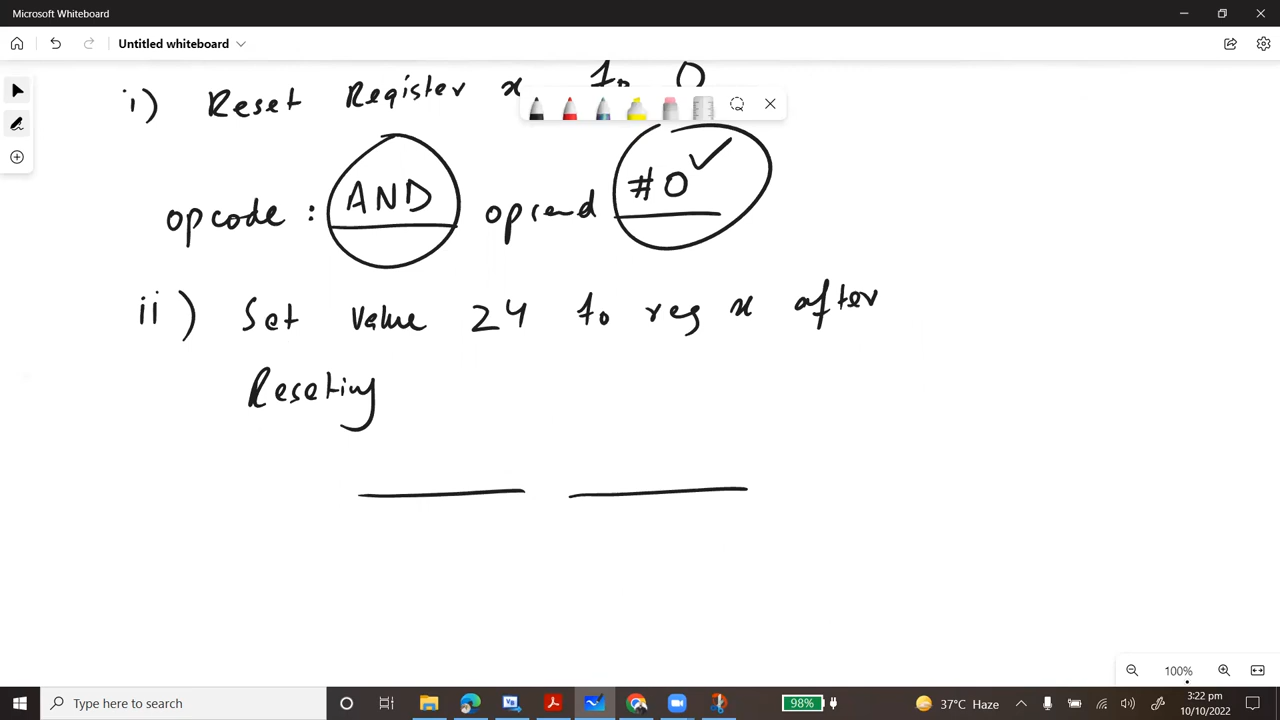 Microsoft Whiteboard
Untitled whiteboard
i) Reset Register x to 0
opcode : AND oprend #0
ii) Set value 24 to reg x after
Reseting
100%
Type here to search
98%
37°C Haze
3:22 pm
10/10/2022